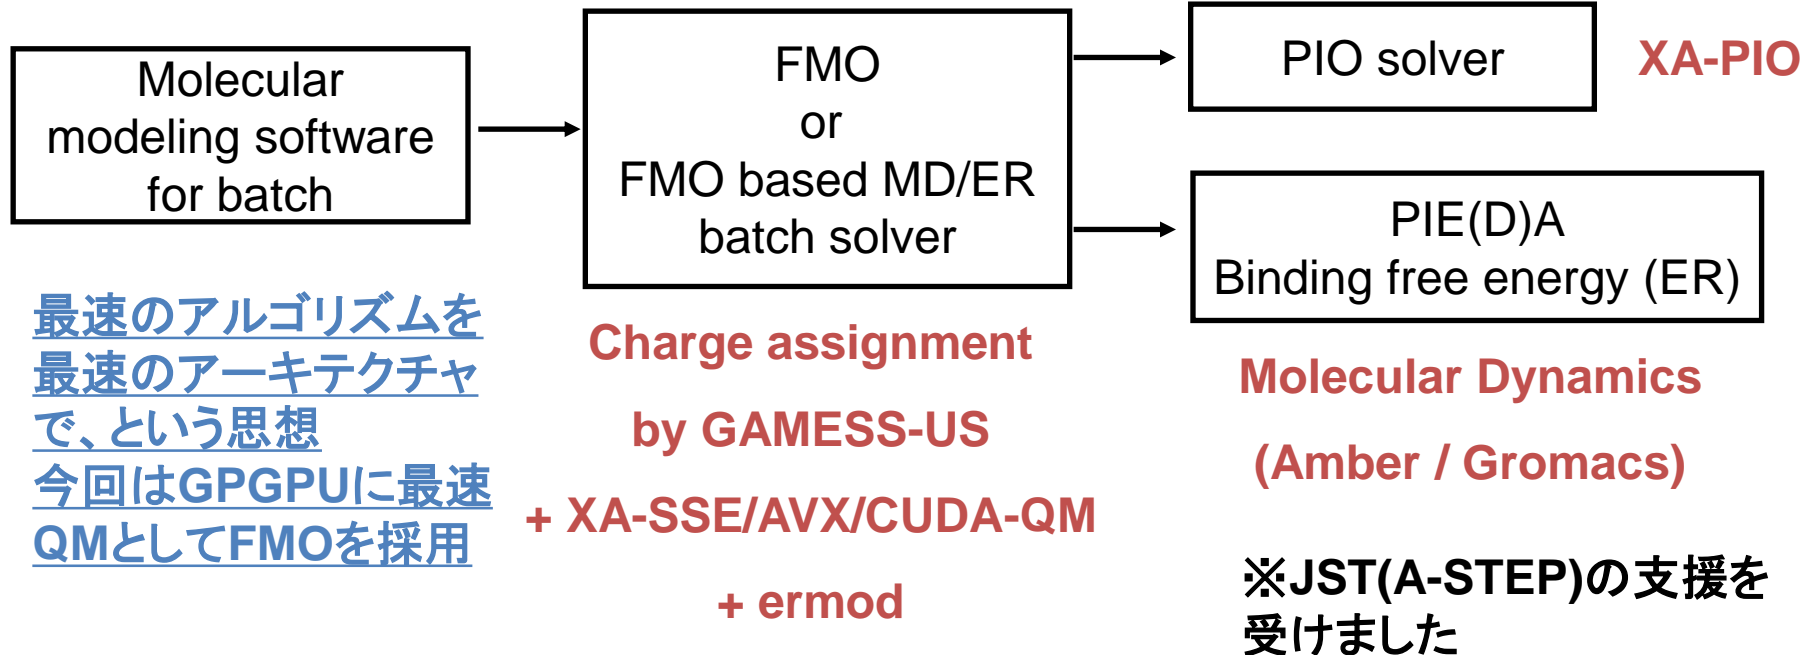 Molecular
modeling software
for batch
FMO
or
FMO based MD/ER
batch solver
PIO solver
XA-PIO
PIE(D)A
Binding free energy (ER)
最速のアルゴリズムを
最速のアーキテクチャ
で、という思想
今回はGPGPUに最速
QMとしてFMOを採用
Charge assignment
by GAMESS-US
+ XA-SSE/AVX/CUDA-QM
+ ermod
Molecular Dynamics
(Amber / Gromacs)
※JST(A-STEP)の支援を
受けました